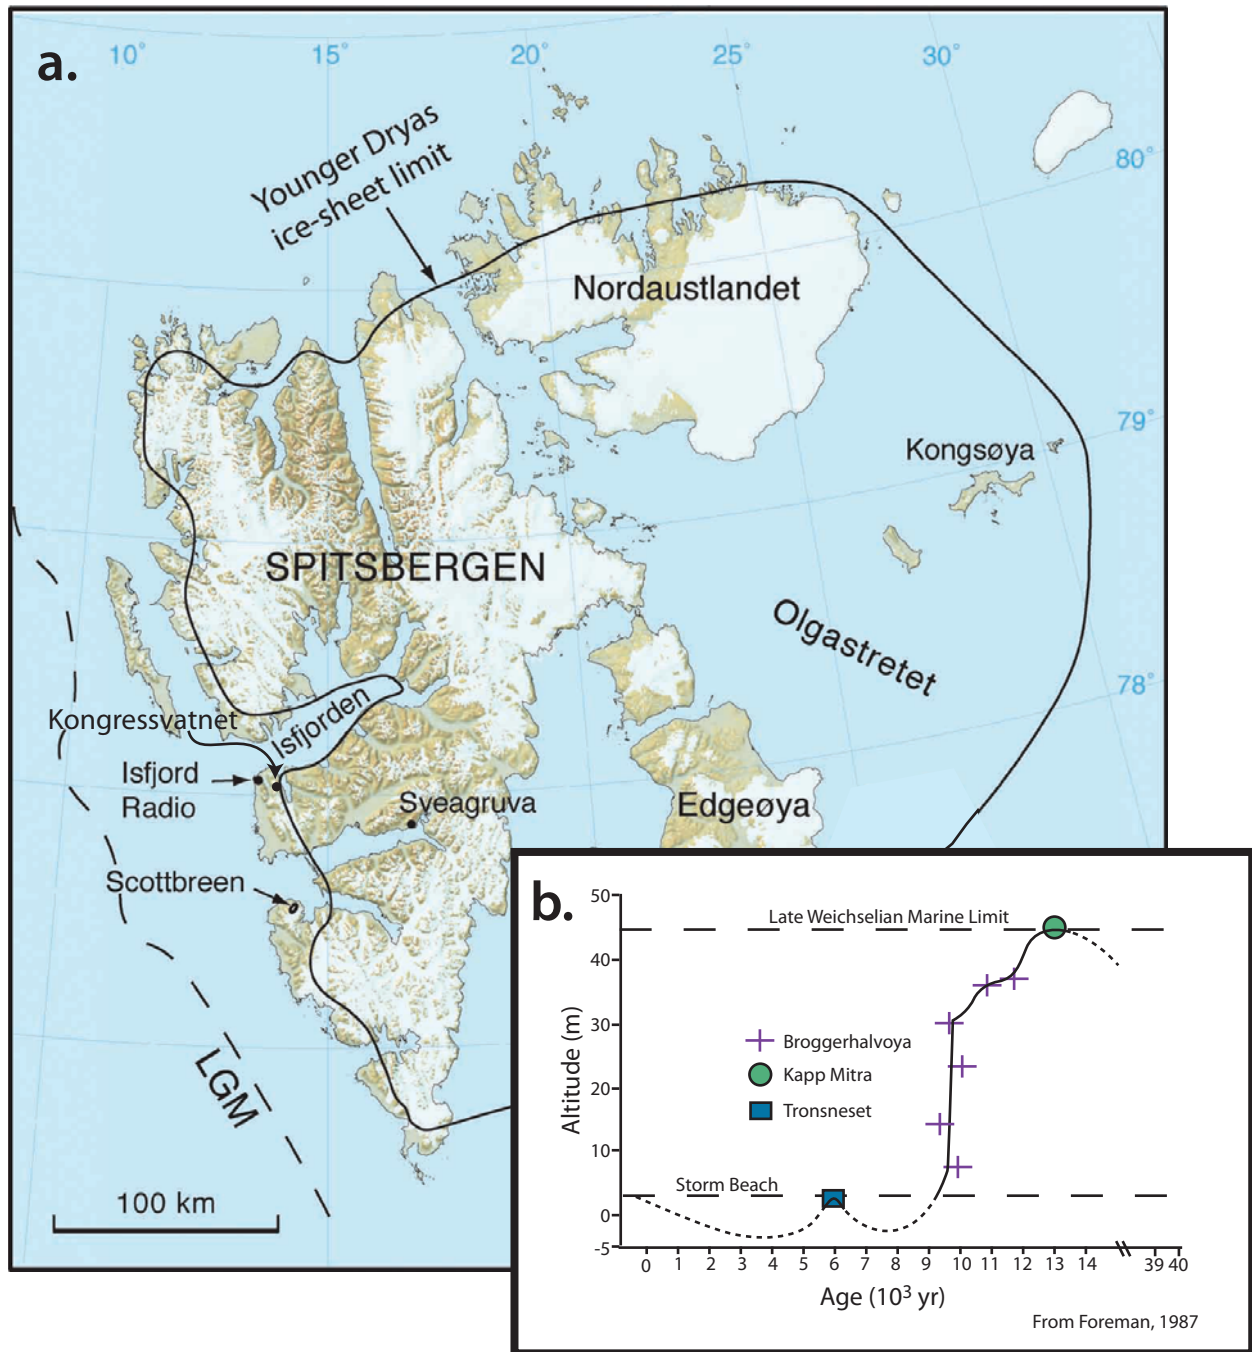 a.
10°
15°
20°
25°
30°
80°
79°
78°
Younger Dryas
ice-sheet limit
Nordaustlandet
Kongsøya
SPITSBERGEN
Olgastretet
Kongressvatnet
Isfjorden
Isfjord
Radio
Sveagruva
Edgeøya
Scottbreen
LGM
100 km
b.
50
40
30
20
10
0
-5
Altitude (m)
Late Weichselian Marine Limit
Broggerhalvoya
Kapp Mitra
Tronsneset
Storm Beach
0 1 2 3 4 5 6 7 8 9 10 11 12 13 14 39 40
Age (10³ yr)
From Foreman, 1987